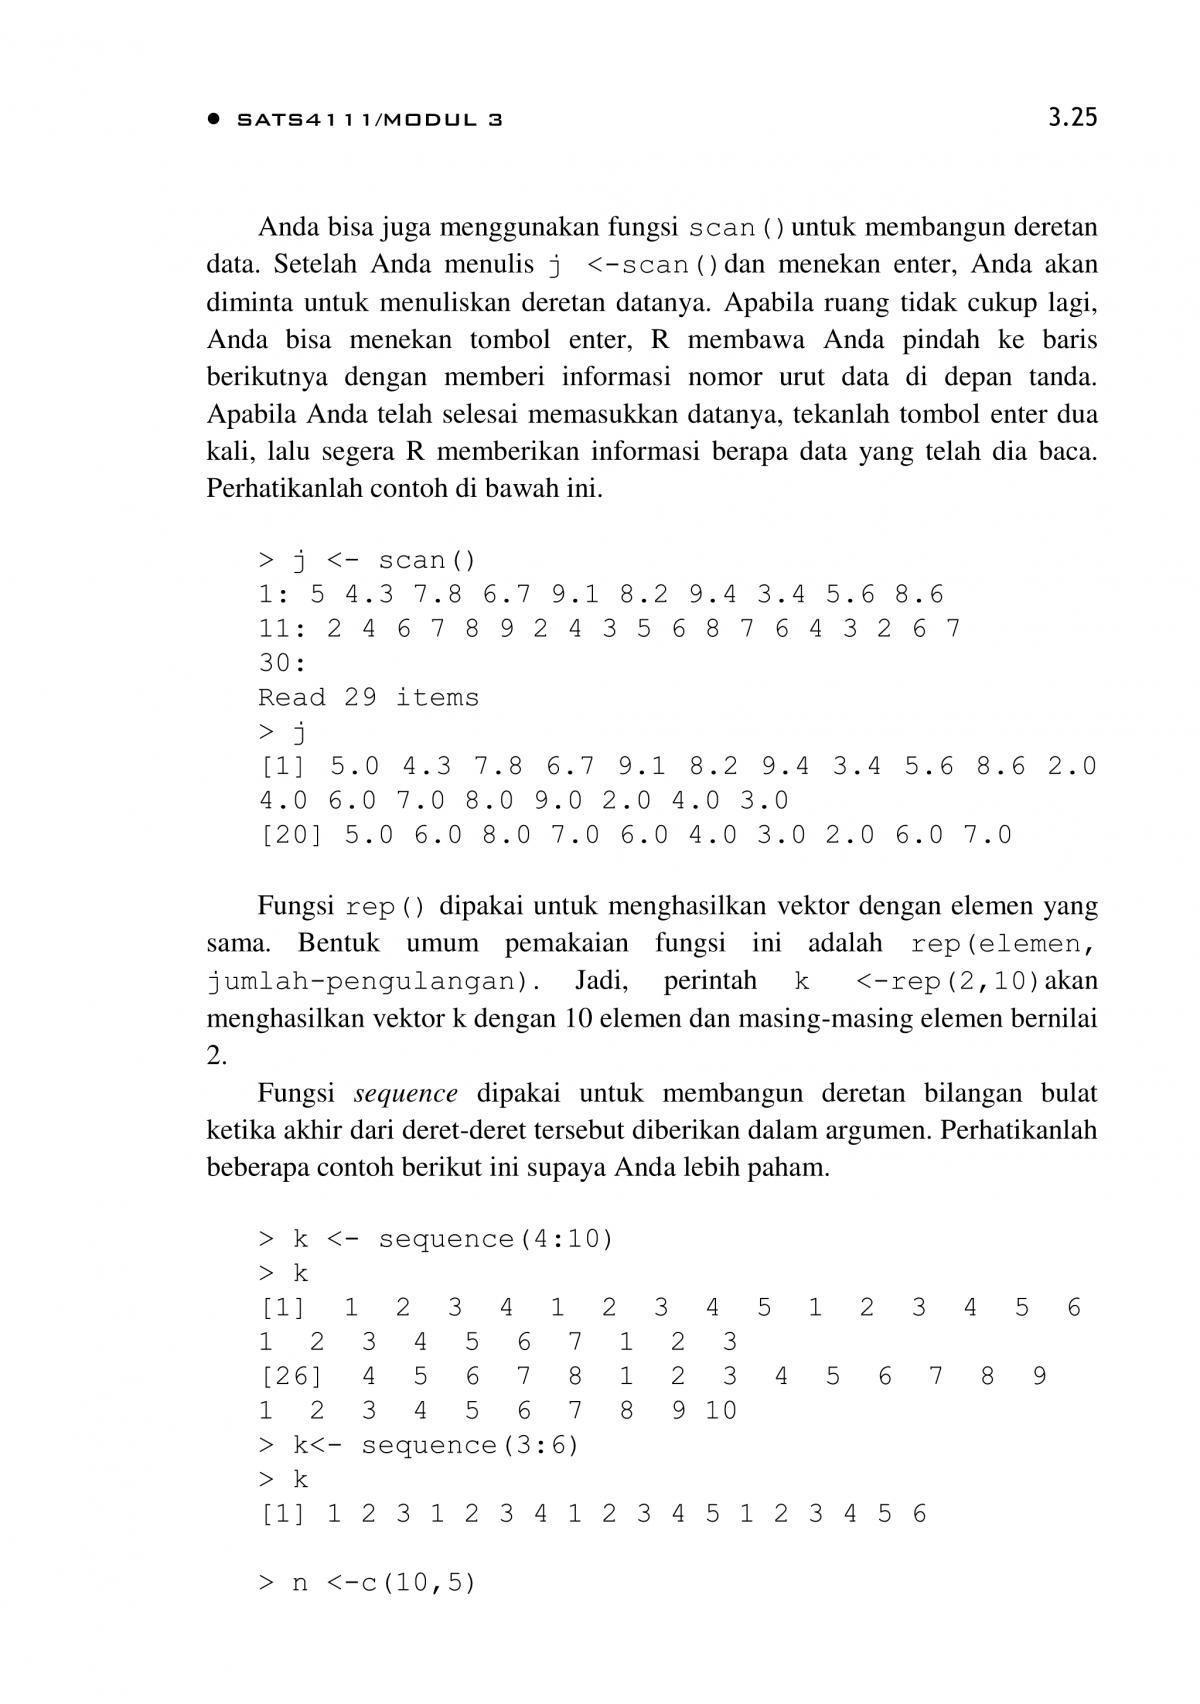 ● SATS4111/MODUL 3 3.25
Anda bisa juga menggunakan fungsi scan() untuk membangun deretan
data. Setelah Anda menulis j <-scan() dan menekan enter, Anda akan
diminta untuk menuliskan deretan datanya. Apabila ruang tidak cukup lagi,
Anda bisa menekan tombol enter, R membawa Anda pindah ke baris
berikutnya dengan memberi informasi nomor urut data di depan tanda.
Apabila Anda telah selesai memasukkan datanya, tekanlah tombol enter dua
kali, lalu segera R memberikan informasi berapa data yang telah dia baca.
Perhatikanlah contoh di bawah ini.
> j <- scan()
1: 5 4.3 7.8 6.7 9.1 8.2 9.4 3.4 5.6 8.6
11: 2 4 6 7 8 9 2 4 3 5 6 8 7 6 4 3 2 6 7
30:
Read 29 items
> j
[1] 5.0 4.3 7.8 6.7 9.1 8.2 9.4 3.4 5.6 8.6 2.0
4.0 6.0 7.0 8.0 9.0 2.0 4.0 3.0
[20] 5.0 6.0 8.0 7.0 6.0 4.0 3.0 2.0 6.0 7.0
Fungsi rep() dipakai untuk menghasilkan vektor dengan elemen yang
sama. Bentuk umum pemakaian fungsi ini adalah rep(elemen,
jumlah-pengulangan). Jadi, perintah k <-rep(2,10) akan
menghasilkan vektor k dengan 10 elemen dan masing-masing elemen bernilai
2.
Fungsi sequence dipakai untuk membangun deretan bilangan bulat
ketika akhir dari deret-deret tersebut diberikan dalam argumen. Perhatikanlah
beberapa contoh berikut ini supaya Anda lebih paham.
> k <- sequence(4:10)
> k
[1] 1 2 3 4 1 2 3 4 5 1 2 3 4 5 6
1 2 3 4 5 6 7 1 2 3
[26] 4 5 6 7 8 1 2 3 4 5 6 7 8 9
1 2 3 4 5 6 7 8 9 10
> k<- sequence(3:6)
> k
[1] 1 2 3 1 2 3 4 1 2 3 4 5 1 2 3 4 5 6
> n <-c(10,5)